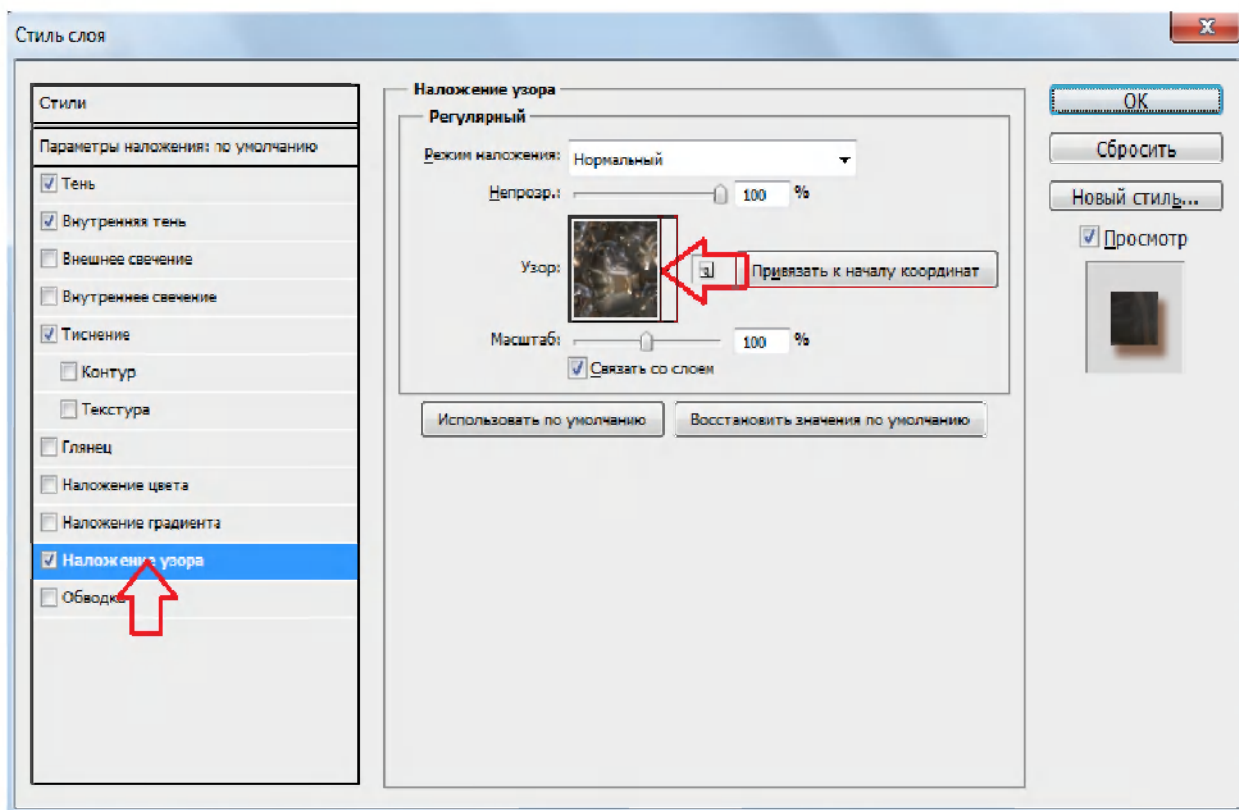 Стиль слоя
Стили
Параметры наложения: по умолчанию
Тень
Внутренняя тень
Внешнее свечение
Внутреннее свечение
Тиснение
Контур
Текстура
Глянец
Наложение цвета
Наложение градиента
Наложение узора
Обводка
Наложение узора
Регулярный
Режим наложения: Нормальный
Непрозр.: 100 %
Узор: Привязать к началу координат
Масштаб: 100 %
Связать со слоем
Использовать по умолчанию Восстановить значения по умолчанию
OK
Сбросить
Новый стиль...
Просмотр